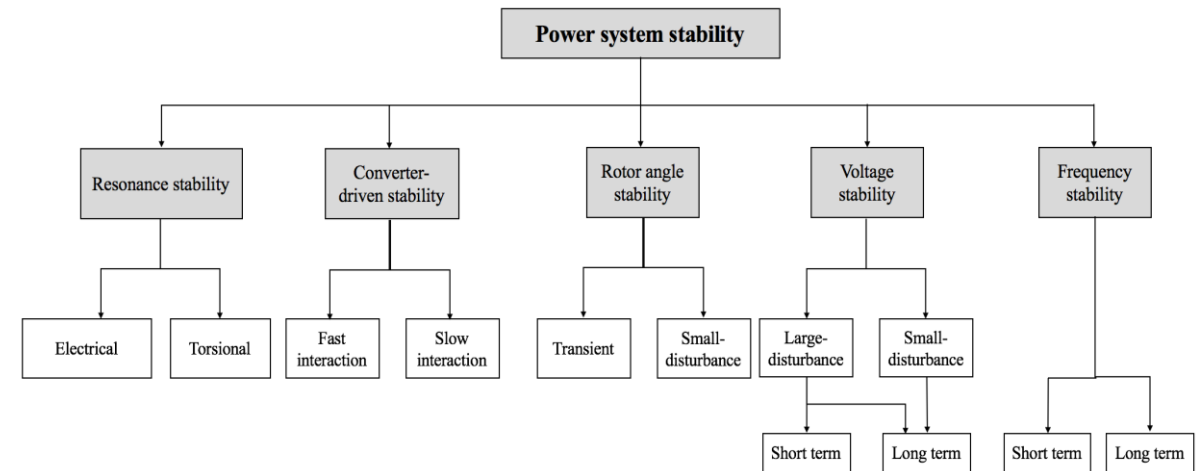 Power system stability
Resonance stability
Converter-
driven stability
Rotor angle
stability
Voltage
stability
Frequency
stability
Electrical
Torsional
Fast
interaction
Slow
interaction
Transient
Small-
disturbance
Large-
disturbance
Small-
disturbance
Short term
Long term
Short term
Long term